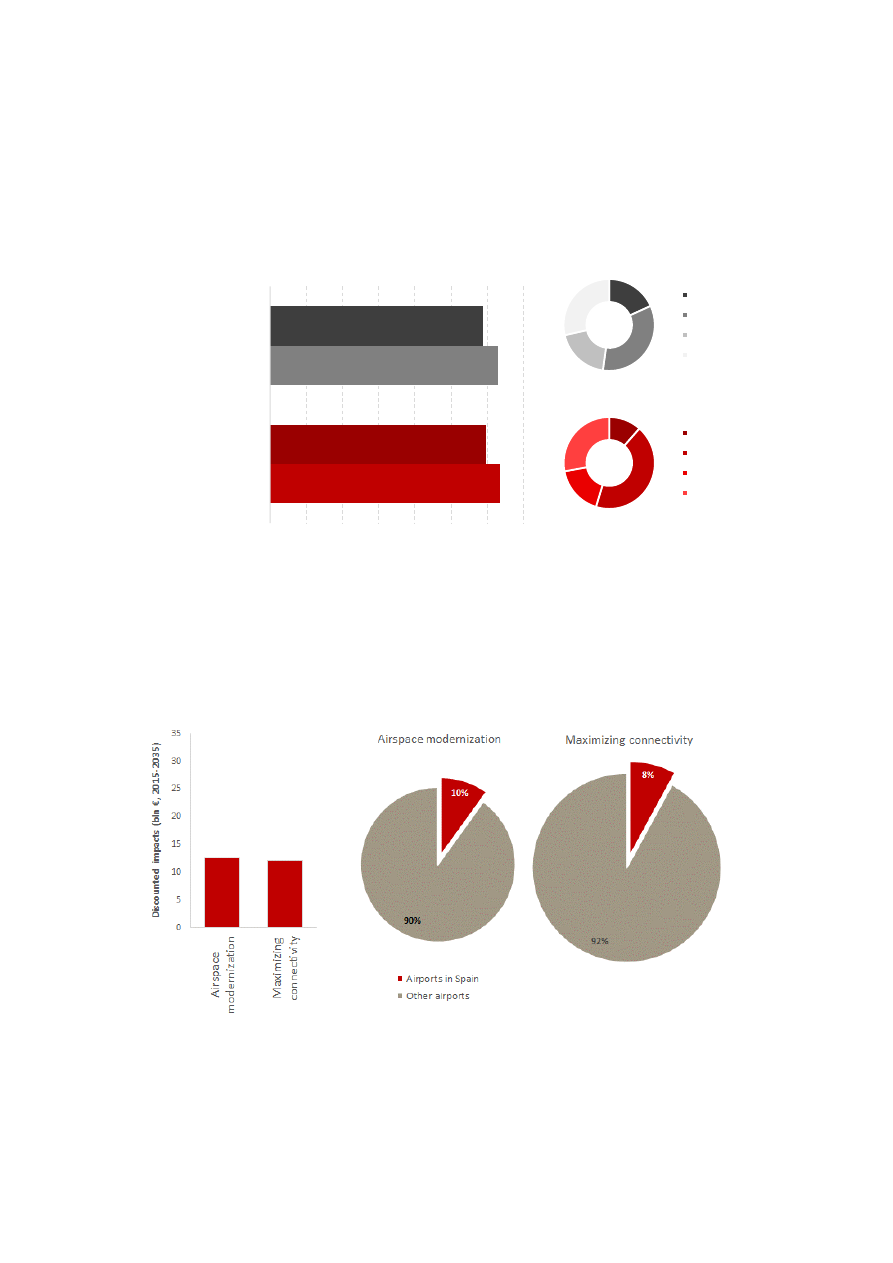 Discounted impacts (bln €, 2015-2035)
35
30
25
20
15
10
5
0
Airspace
modernization
Maximizing
connectivity
Airspace modernization
10%
90%
Airports in Spain
Other airports
Maximizing connectivity
8%
92%